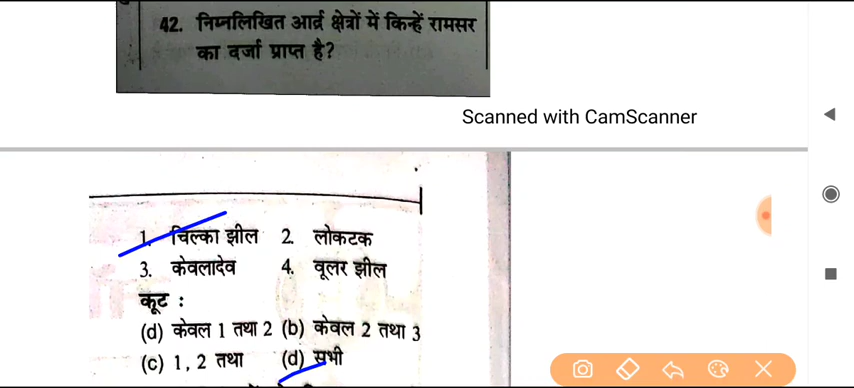 42. निम्नलिखित आर्द्र क्षेत्रों में किन्हें रामसर
का दर्जा प्राप्त है?
Scanned with CamScanner
1. चिल्का झील 2. लोकटक
3. केवलादेव 4. वूलर झील
कूट :
(d) केवल 1 तथा 2 (b) केवल 2 तथा 3
(c) 1, 2 तथा (d) सभी